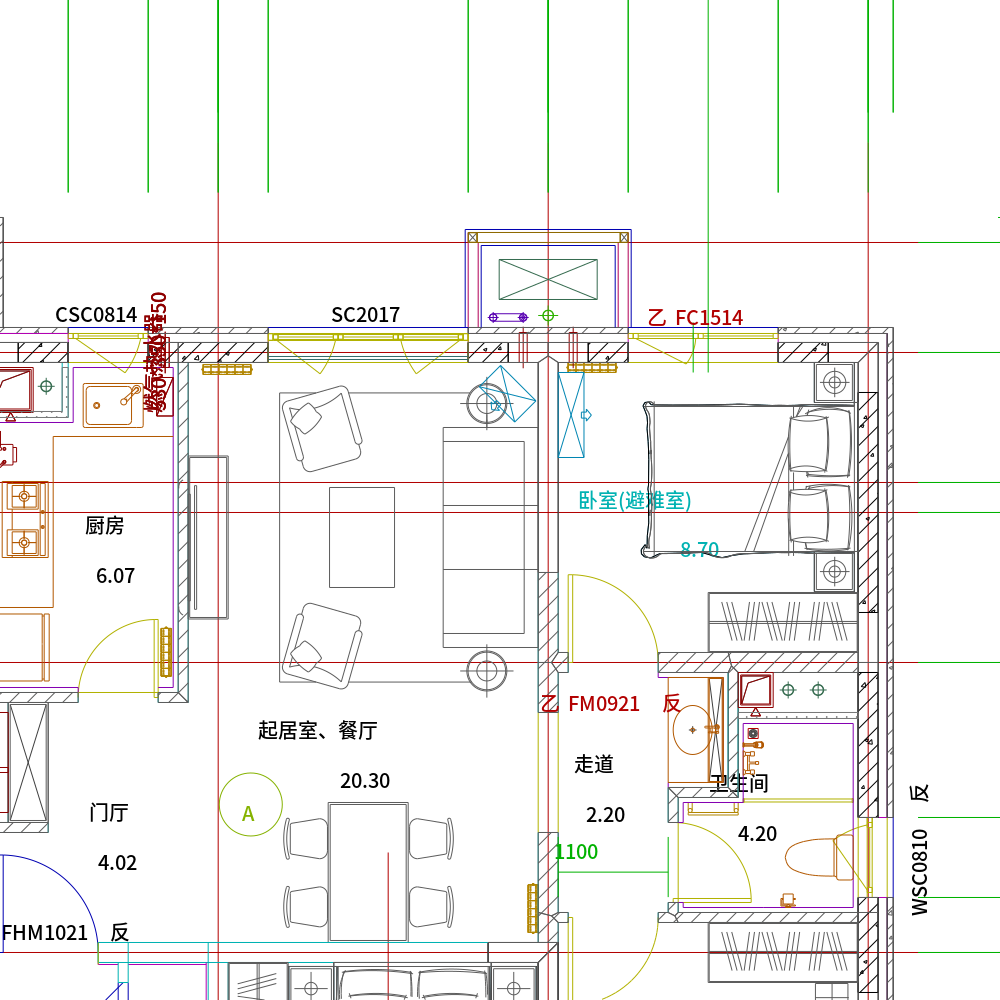 CSC0814
SC2017
乙 FC1514
厨房
6.07
卧室(避难室)
8.70
乙 FM0921 反
起居室、餐厅
20.30
走道
2.20
卫生间
4.20
门厅
4.02
A
1100
WSC0810 反
FHM1021 反